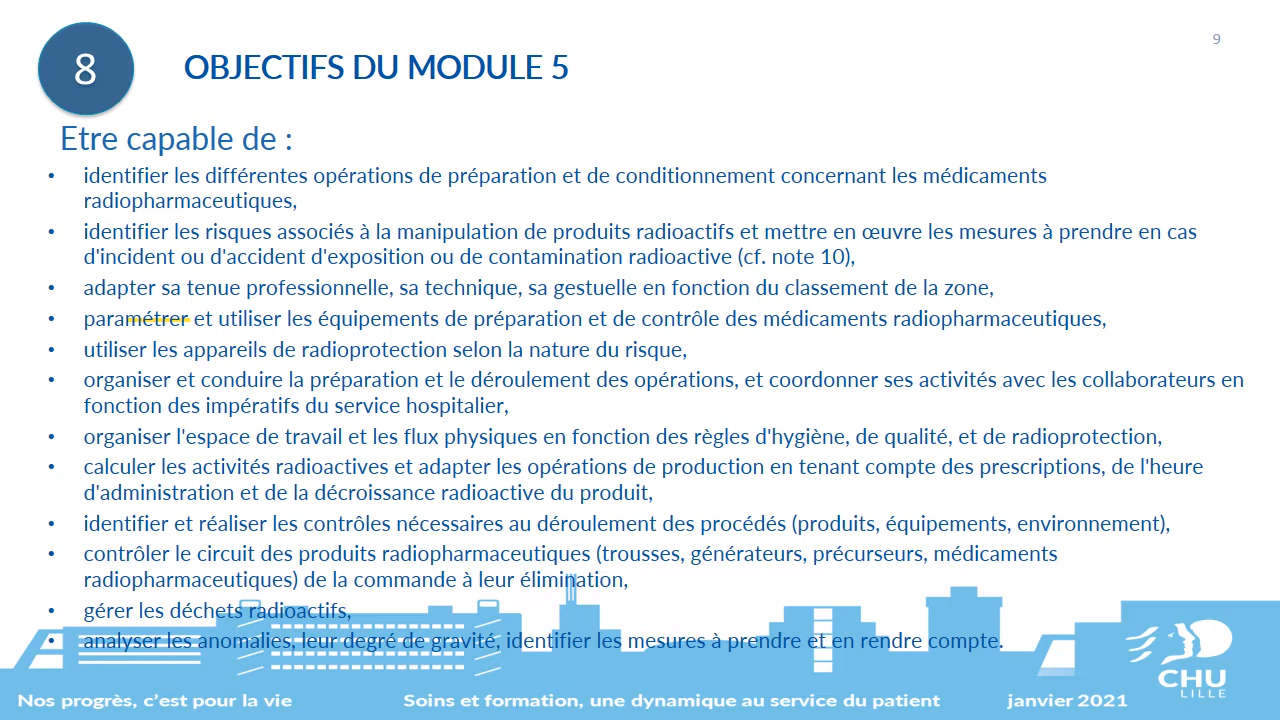 9
8
OBJECTIFS DU MODULE 5
Etre capable de :
• identifier les différentes opérations de préparation et de conditionnement concernant les médicaments
radiopharmaceutiques,
• identifier les risques associés à la manipulation de produits radioactifs et mettre en œuvre les mesures à prendre en cas
d'incident ou d'accident d'exposition ou de contamination radioactive (cf. note 10),
• adapter sa tenue professionnelle, sa technique, sa gestuelle en fonction du classement de la zone,
• paramétrer et utiliser les équipements de préparation et de contrôle des médicaments radiopharmaceutiques,
• utiliser les appareils de radioprotection selon la nature du risque,
• organiser et conduire la préparation et le déroulement des opérations, et coordonner ses activités avec les collaborateurs en
fonction des impératifs du service hospitalier,
• organiser l'espace de travail et les flux physiques en fonction des règles d'hygiène, de qualité, et de radioprotection,
• calculer les activités radioactives et adapter les opérations de production en tenant compte des prescriptions, de l'heure
d'administration et de la décroissance radioactive du produit,
• identifier et réaliser les contrôles nécessaires au déroulement des procédés (produits, équipements, environnement),
• contrôler le circuit des produits radiopharmaceutiques (trousses, générateurs, précurseurs, médicaments
radiopharmaceutiques) de la commande à leur élimination,
• gérer les déchets radioactifs,
• analyser les anomalies, leur degré de gravité, identifier les mesures à prendre et en rendre compte.
CHU
LILLE
Nos progrès, c'est pour la vie
Soins et formation, une dynamique au service du patient
janvier 2021